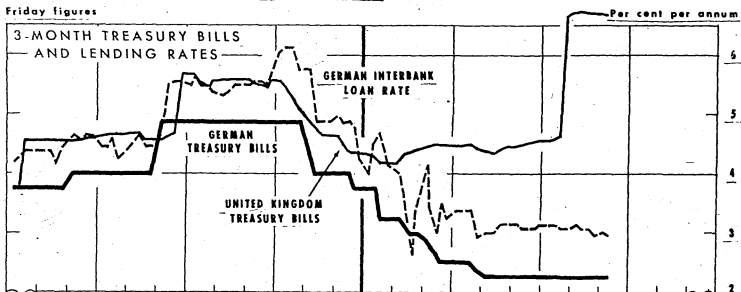 Friday figures
Per cent per annum
3-MONTH TREASURY BILLS
AND LENDING RATES
6
GERMAN INTERBANK
LOAN RATE
5
GERMAN
TREASURY BILLS
4
UNITED KINGDOM
TREASURY BILLS
3
2